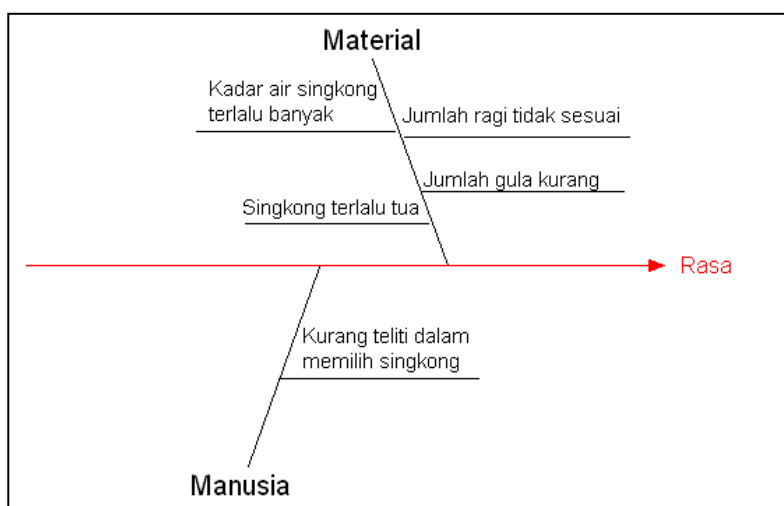 Material
Kadar air singkong
terlalu banyak
Jumlah ragi tidak sesuai
Jumlah gula kurang
Singkong terlalu tua
Rasa
Kurang teliti dalam
memilih singkong
Manusia